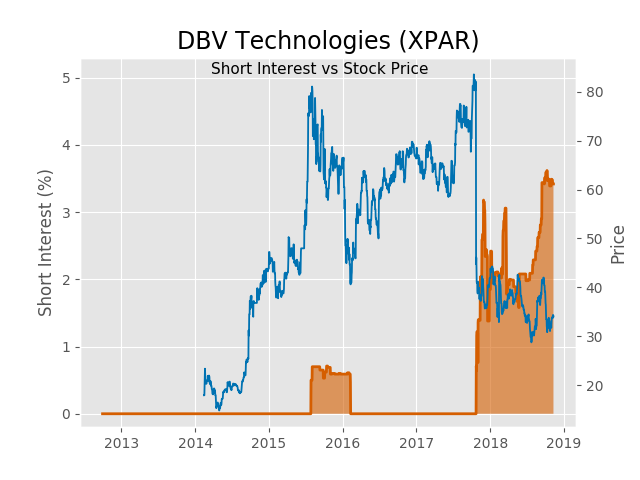 DBV Technologies (XPAR)
Short Interest vs Stock Price
Short Interest (%)
5
4
3
2
1
0
80
70
60
50
40
30
20
Price
2013 2014 2015 2016 2017 2018 2019